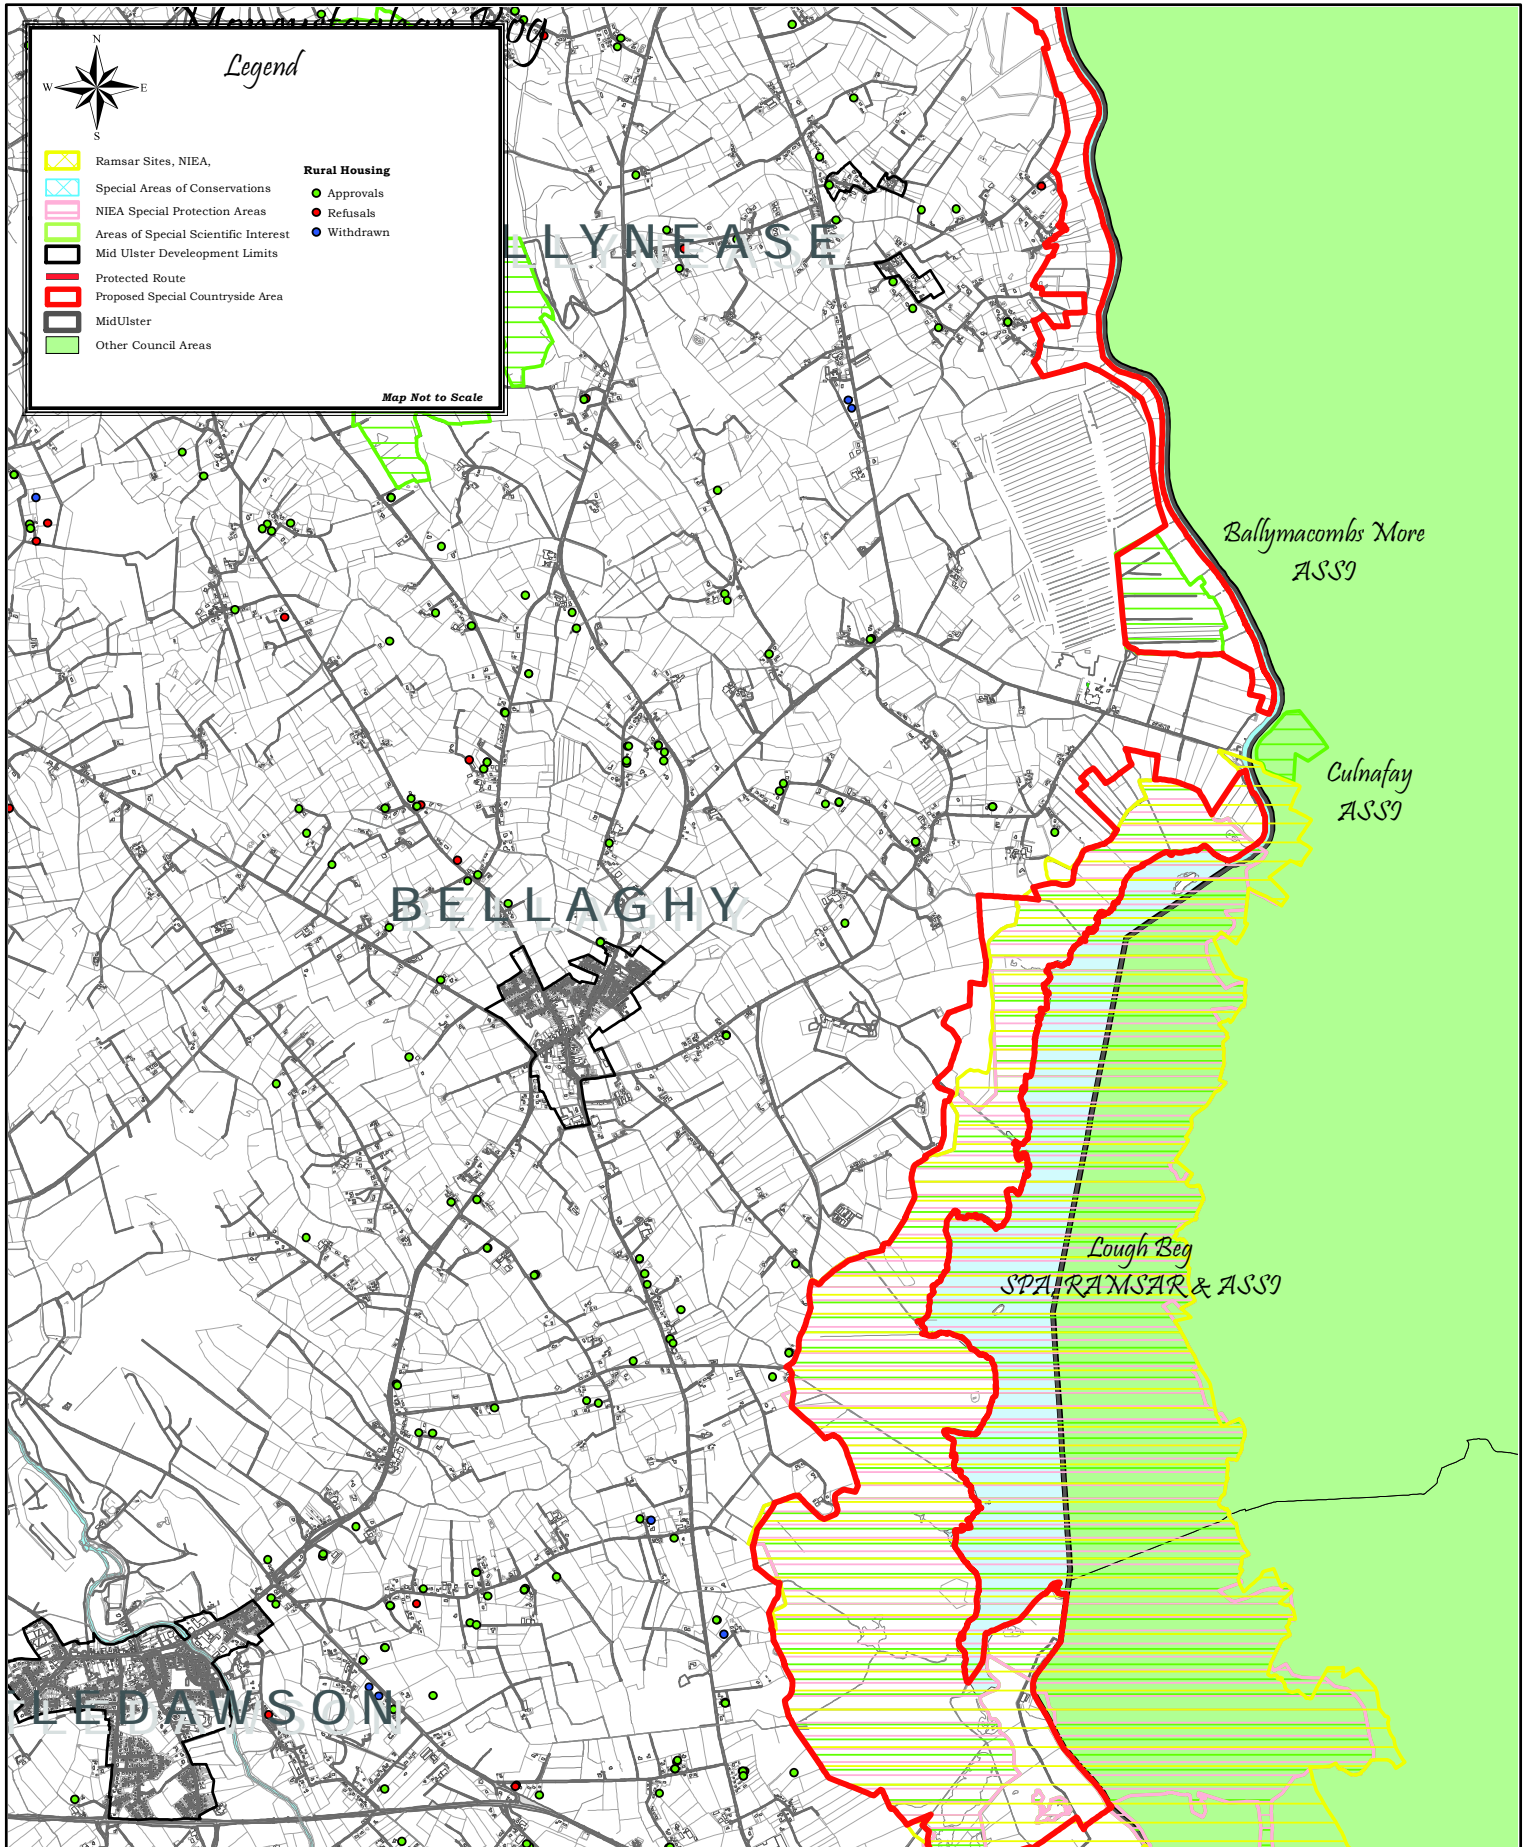 Bog
Legend
N
W
E
S
Ramsar Sites, NIEA,
Special Areas of Conservations
NIEA Special Protection Areas
Areas of Special Scientific Interest
Mid Ulster Develeopment Limits
Protected Route
Proposed Special Countryside Area
MidUlster
Other Council Areas
Rural Housing
Approvals
Refusals
Withdrawn
Map Not to Scale
LLYNEASE
Ballymacombs More
ASSI
Culnafay
ASSI
BELLAGHY
Lough Beg
SPA, RAMSAR & ASSI
LEDAWSON